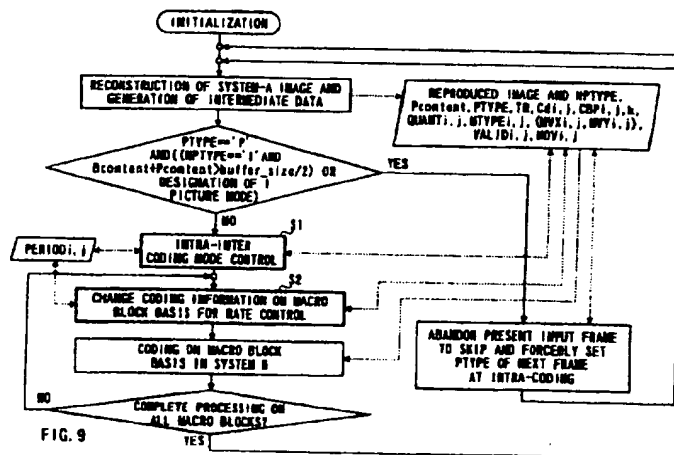 INITIALIZATION
RECONSTRUCTION OF SYSTEM-A IMAGE AND
GENERATION OF INTERMEDIATE DATA
REPRODUCED IMAGE AND NPTYPE,
Pcontent, PTYPE, TR, Cdi, j, CBPi, j, k,
QUANTi, j, MTYPEi, j, (MVXi, j, MVYi, j),
VALIDi, j, MDVi, j
PTYPE=='P'
AND((NPTYPE=='I'AND
Bcontent+Pcontent>buffer_size/2) OR
DESIGNATION OF I
PICTURE MODE)
YES
NO
S1
PERIODi, j
INTRA-INTER
CODING MODE CONTROL
S2
CHANGE CODING INFORMATION ON MACRO
BLOCK BASIS FOR RATE CONTROL
CODING ON MACRO BLOCK
BASIS IN SYSTEM B
ABANDON PRESENT INPUT FRAME
TO SKIP AND FORCEBLY SET
PTYPE OF NEXT FRAME
AT INTRA-CODING
NO
COMPLETE PROCESSING ON
ALL MACRO BLOCKS?
YES
FIG. 9